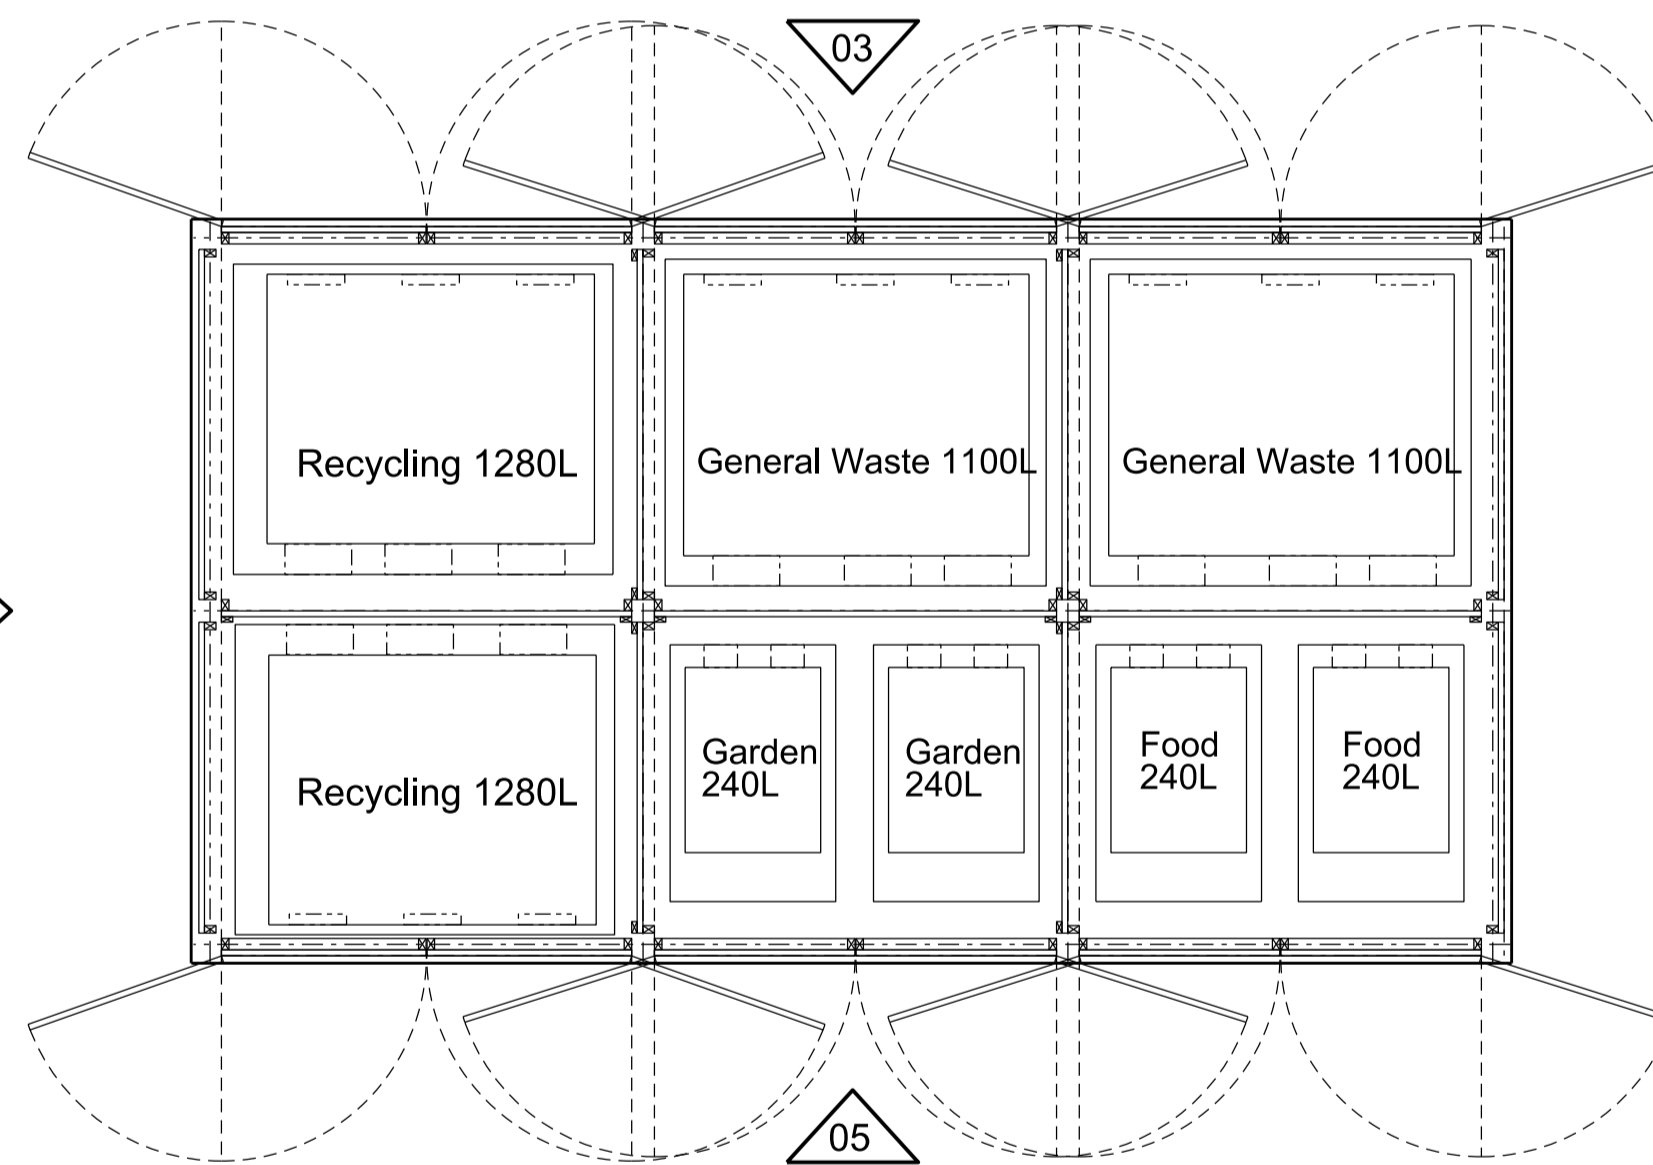 03
Recycling 1280L
General Waste 1100L
General Waste 1100L
Recycling 1280L
Garden
240L
Garden
240L
Food
240L
Food
240L
05